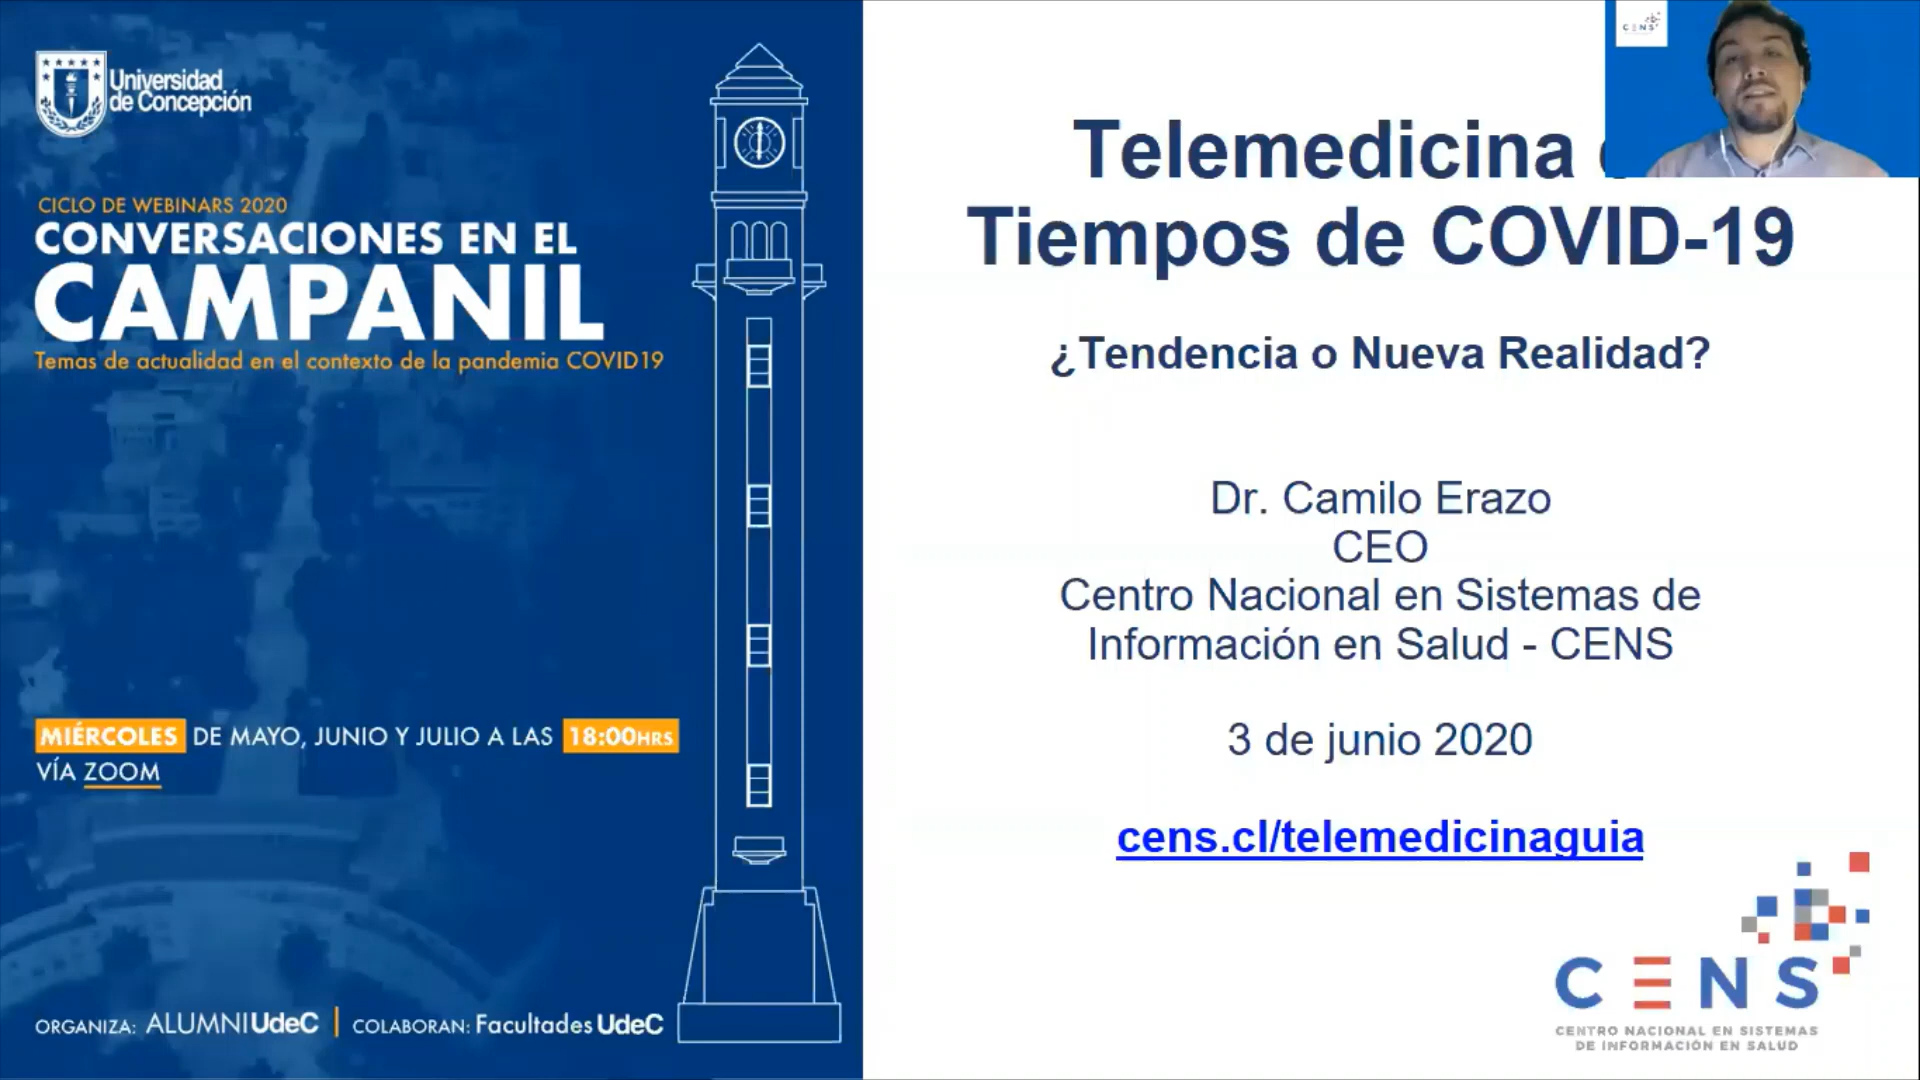 Universidad
de Concepción
CICLO DE WEBINARS 2020
CONVERSACIONES EN EL
CAMPANIL
Temas de actualidad en el contexto de la pandemia COVID19
MIÉRCOLES DE MAYO, JUNIO Y JULIO A LAS 18:00HRS
VÍA ZOOM
ORGANIZA: ALUMNIUdeC | COLABORAN: Facultades UdeC
CENS
Telemedicina
Tiempos de COVID-19
¿Tendencia o Nueva Realidad?
Dr. Camilo Erazo
CEO
Centro Nacional en Sistemas de
Información en Salud - CENS
3 de junio 2020
cens.cl/telemedicinaguia
CENS
CENTRO NACIONAL EN SISTEMAS
DE INFORMACIÓN EN SALUD